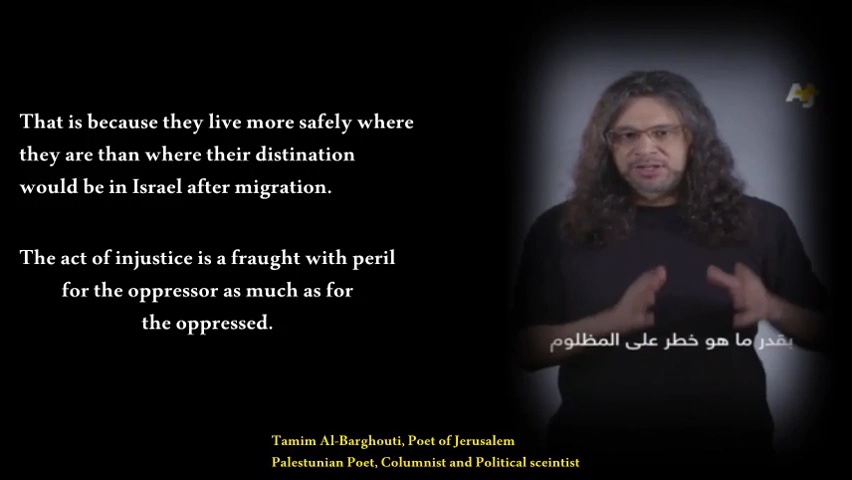 That is because they live more safely where
they are than where their distination
would be in Israel after migration.
The act of injustice is a fraught with peril
for the oppressor as much as for
the oppressed.
بقدر ما هو خطر على المظلوم
Tamim Al-Barghouti, Poet of Jerusalem
Palestunian Poet, Columnist and Political sceintist
AJ+